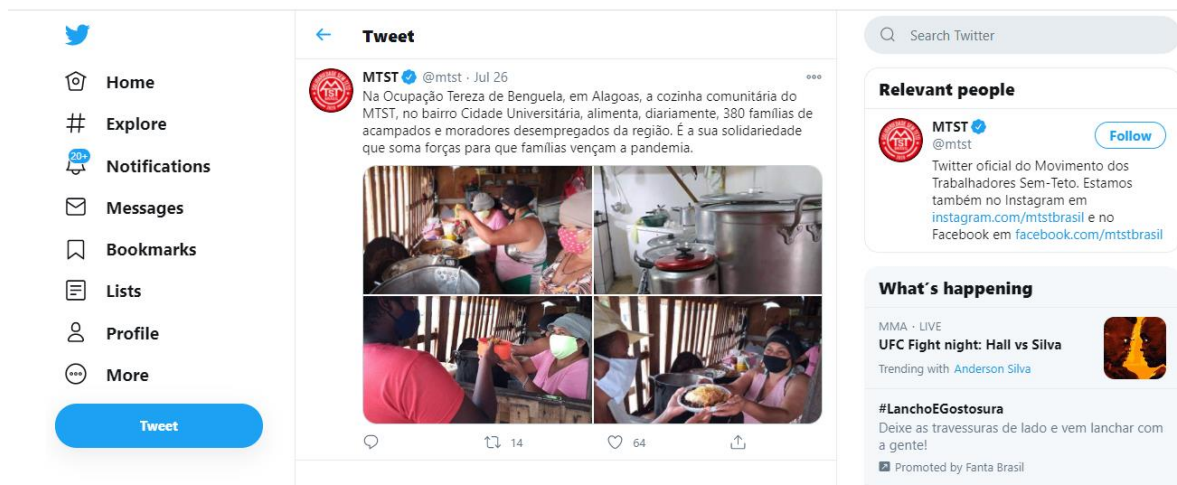 Home
Explore
20+
Notifications
Messages
Bookmarks
Lists
Profile
More
Tweet
Tweet
MTST @mtst · Jul 26
Na Ocupação Tereza de Benguela, em Alagoas, a cozinha comunitária do
MTST, no bairro Cidade Universitária, alimenta, diariamente, 380 famílias de
acampados e moradores desempregados da região. É a sua solidariedade
que soma forças para que famílias vençam a pandemia.
14
64
Search Twitter
Relevant people
MTST
@mtst
Follow
Twitter oficial do Movimento dos
Trabalhadores Sem-Teto. Estamos
também no Instagram em
instagram.com/mtstbrasil e no
Facebook em facebook.com/mtstbrasil
What´s happening
MMA · LIVE
UFC Fight night: Hall vs Silva
Trending with Anderson Silva
#LanchoEGostosura
Deixe as travessuras de lado e vem lanchar com
a gente!
Promoted by Fanta Brasil